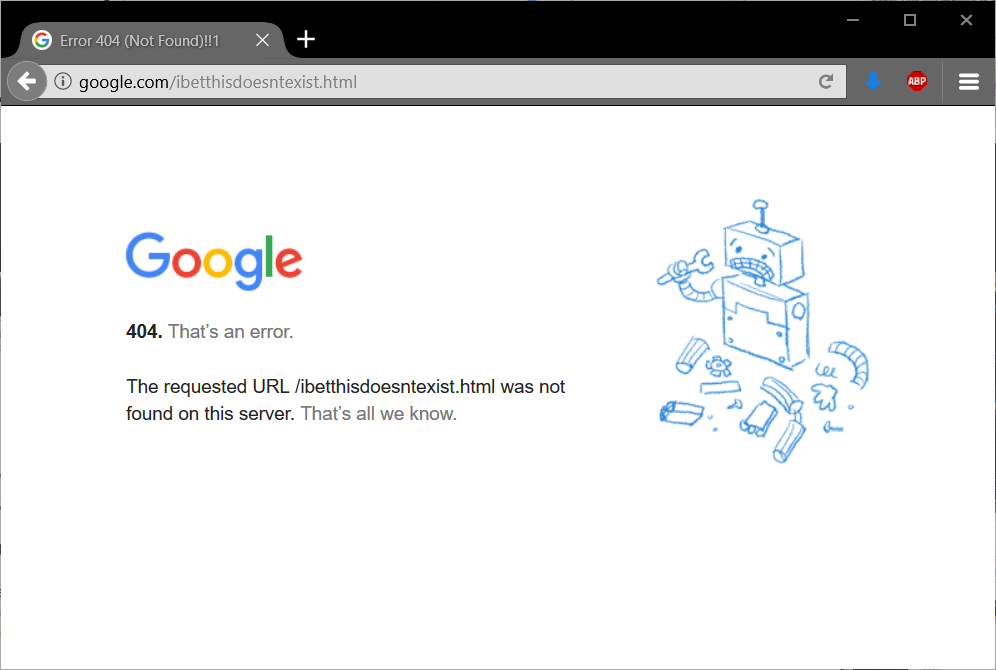 Error 404 (Not Found)!!1
google.com/ibetthisdoesntexist.html
ABP
Google
404. That’s an error.
The requested URL /ibetthisdoesntexist.html was not
found on this server. That’s all we know.